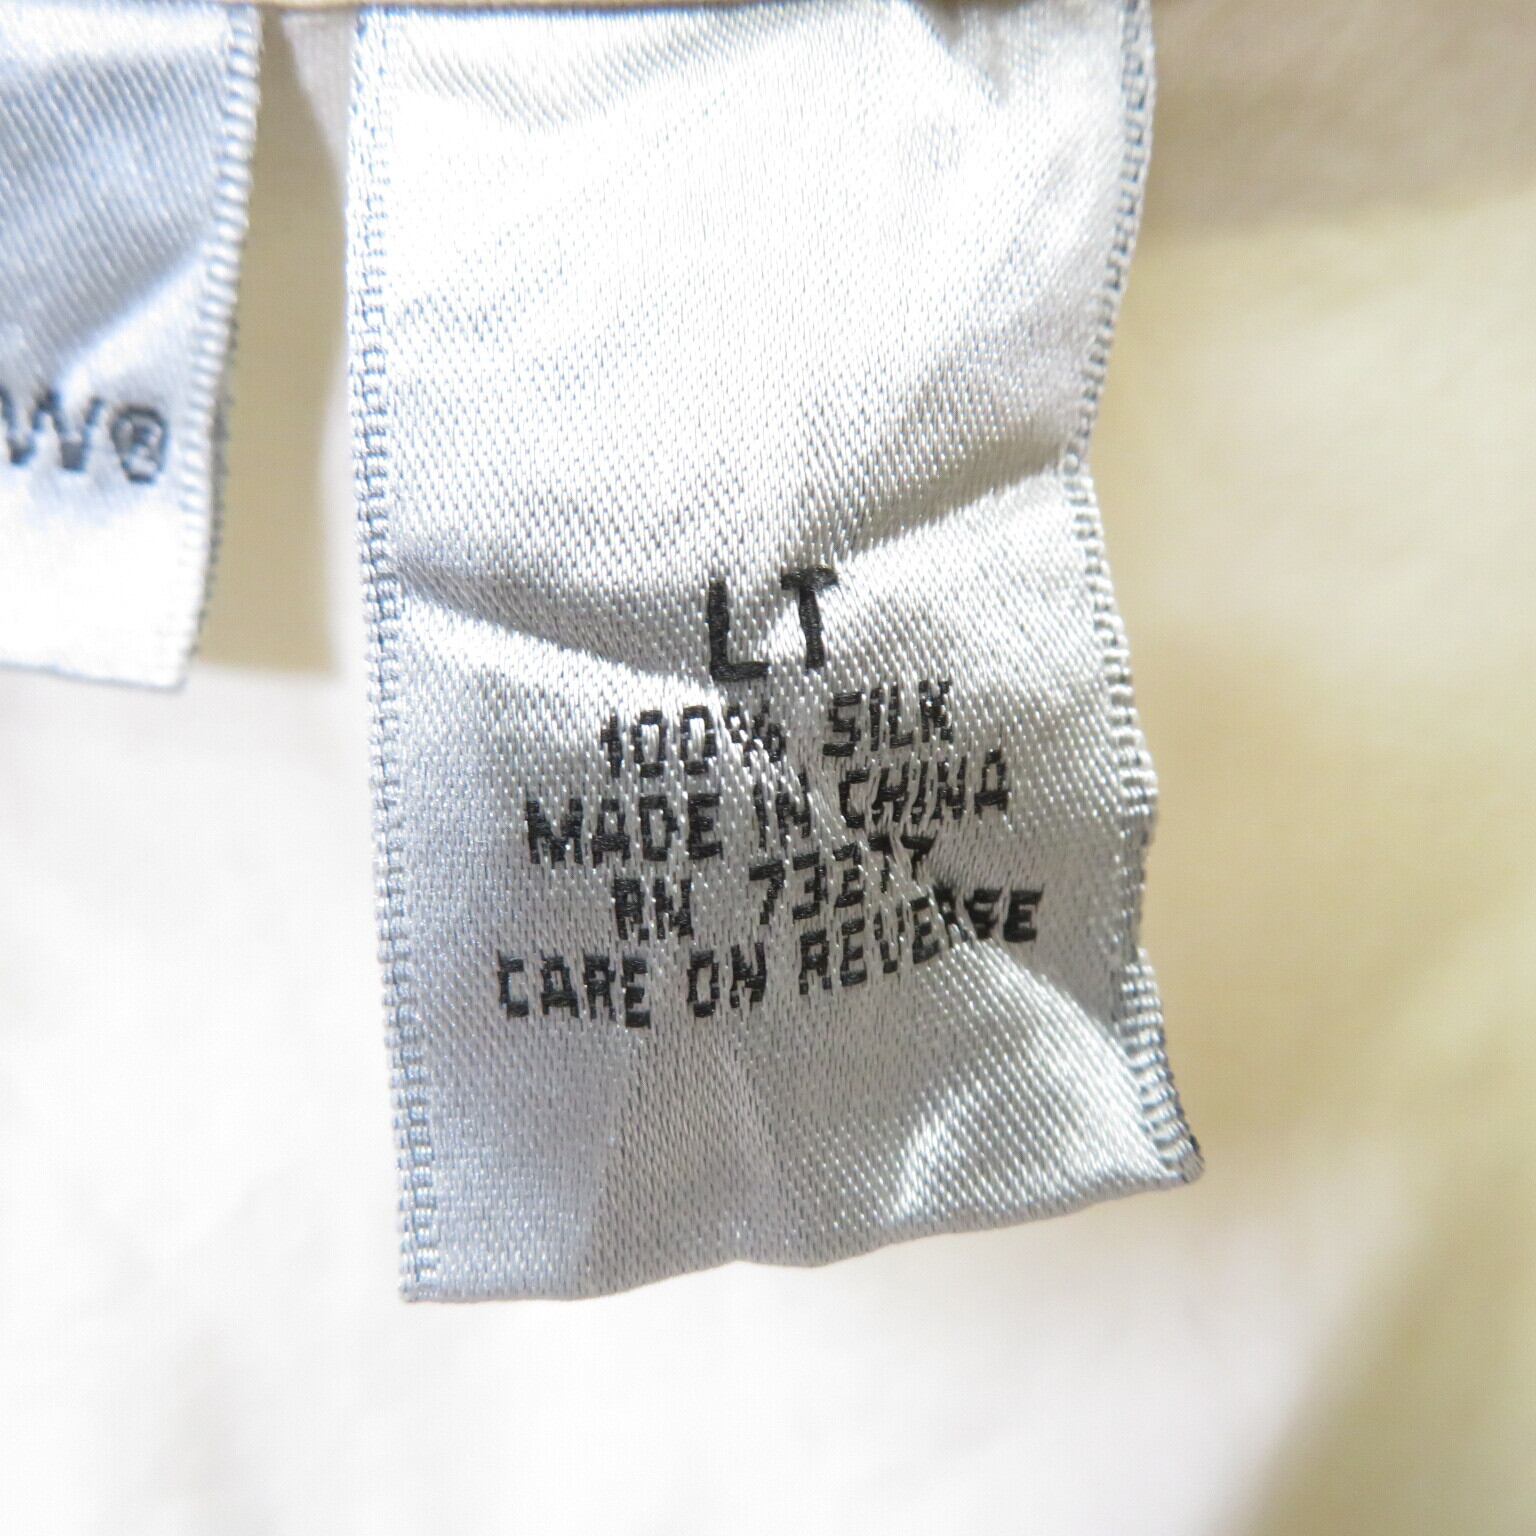 LT
100% SILK
MADE IN CHINA
RN 73277
CARE ON REVERSE